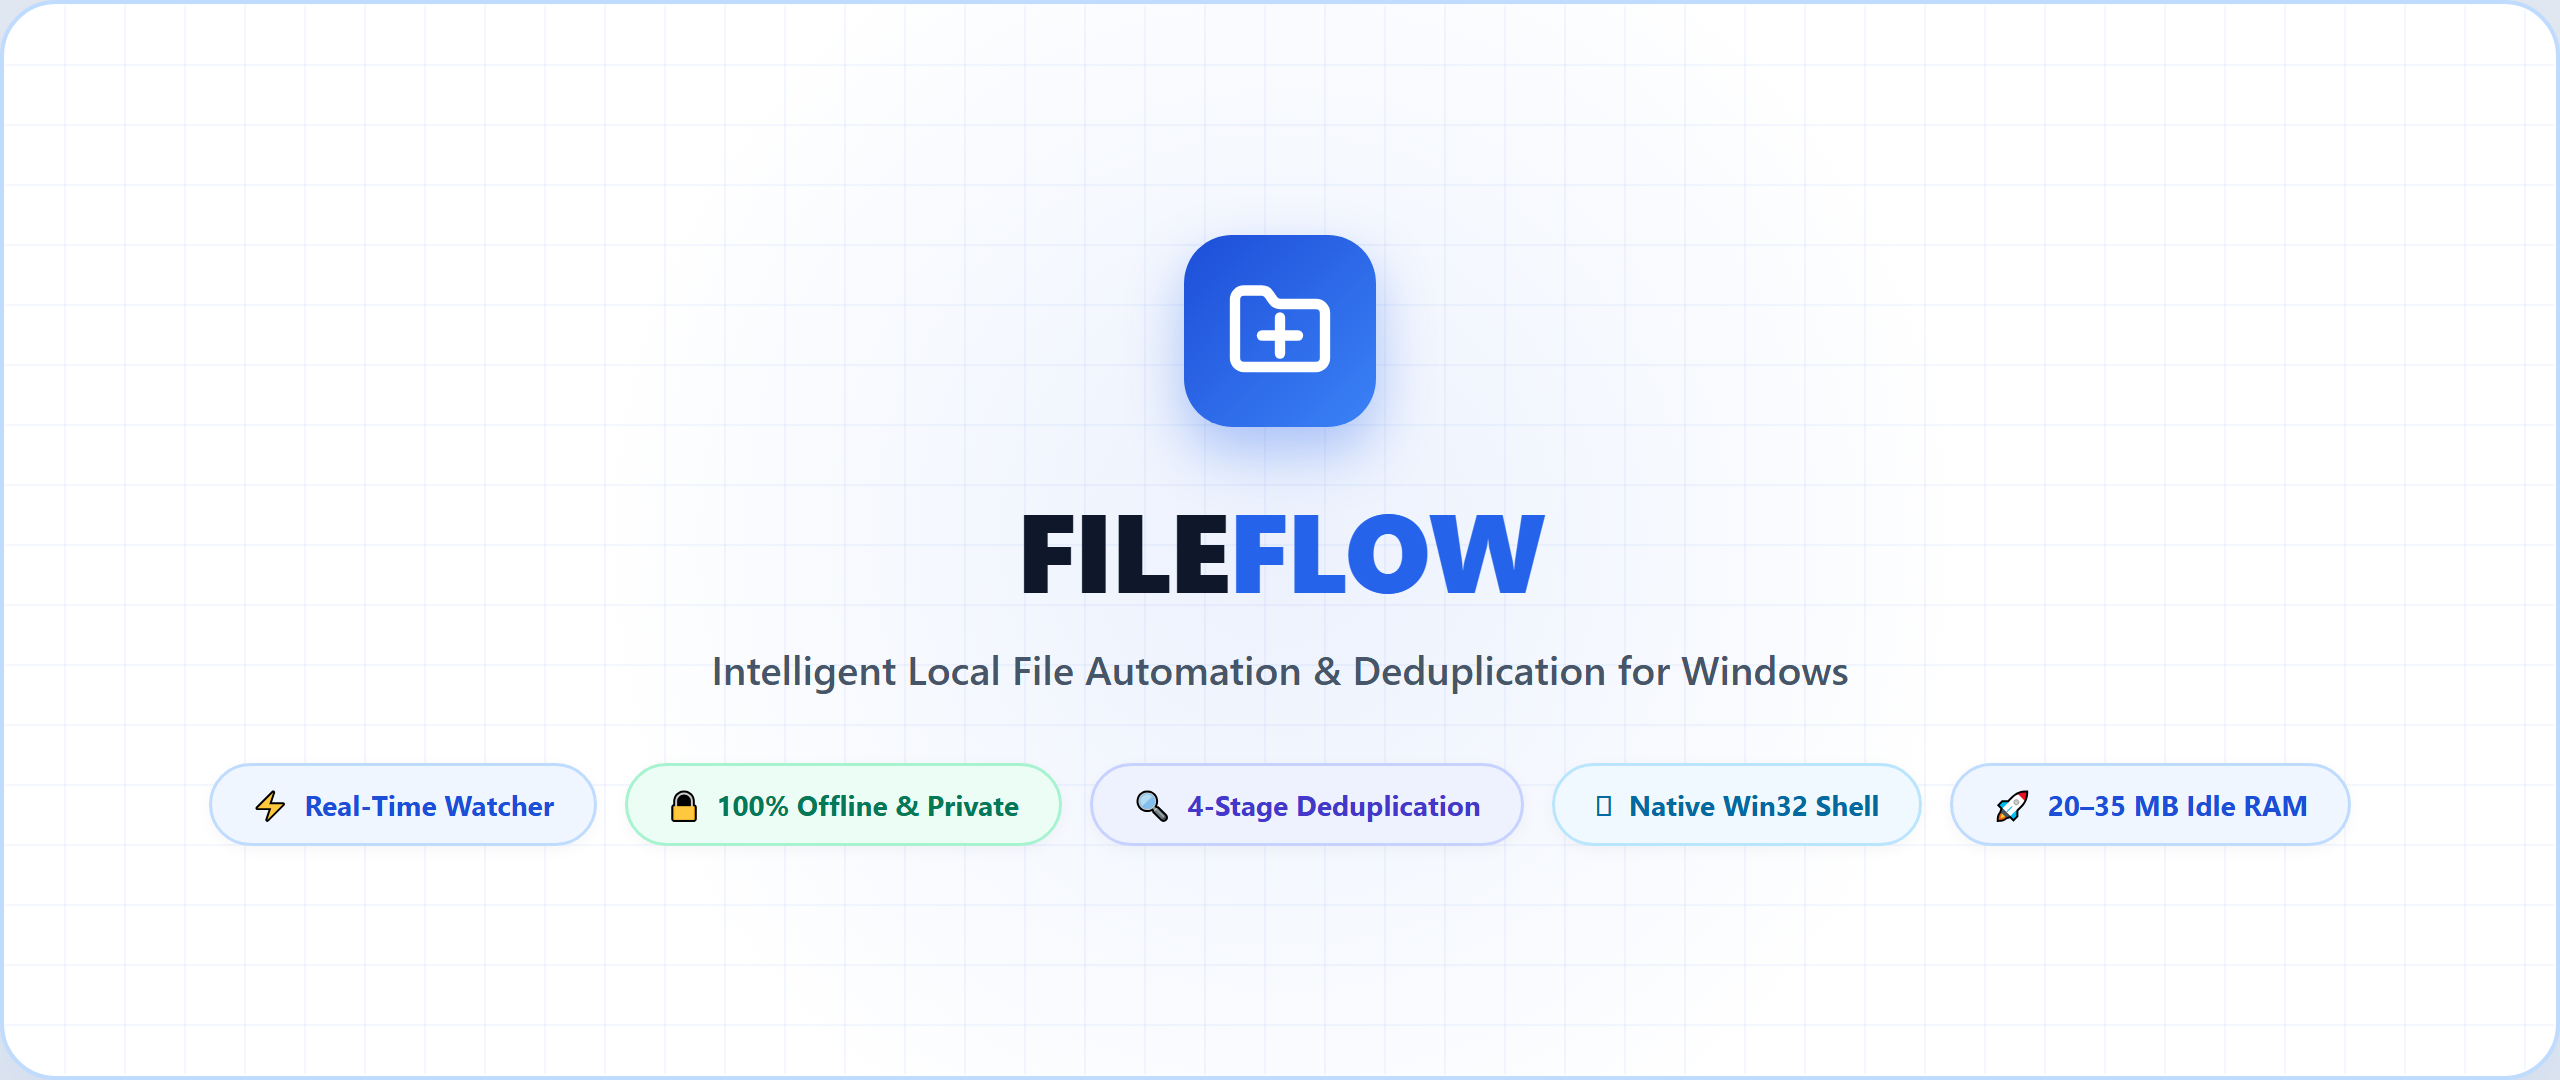 FILEFLOW
Intelligent Local File Automation & Deduplication for Windows
⚡ Real-Time Watcher
🔒 100% Offline & Private
🔍 4-Stage Deduplication
▯ Native Win32 Shell
🚀 20–35 MB Idle RAM